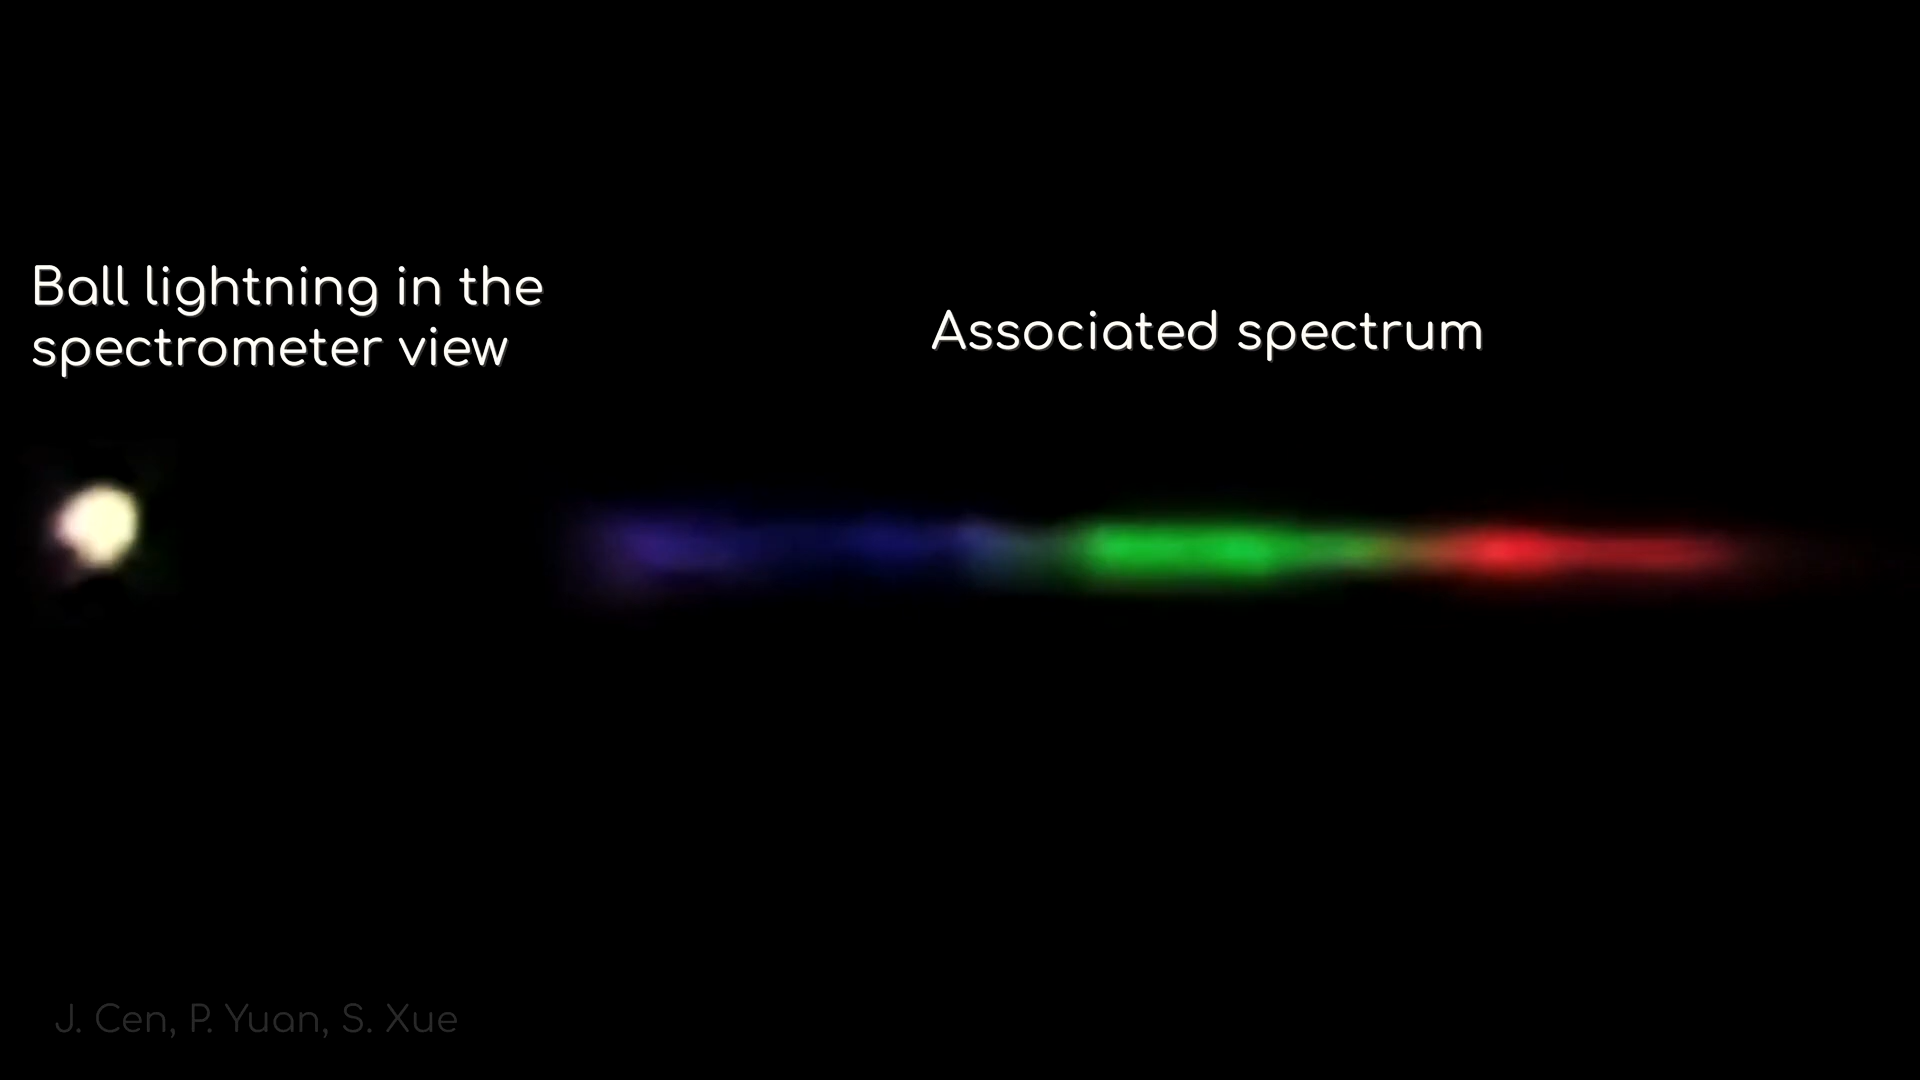 Ball lightning in the
spectrometer view
Associated spectrum
J. Cen, P. Yuan, S. Xue